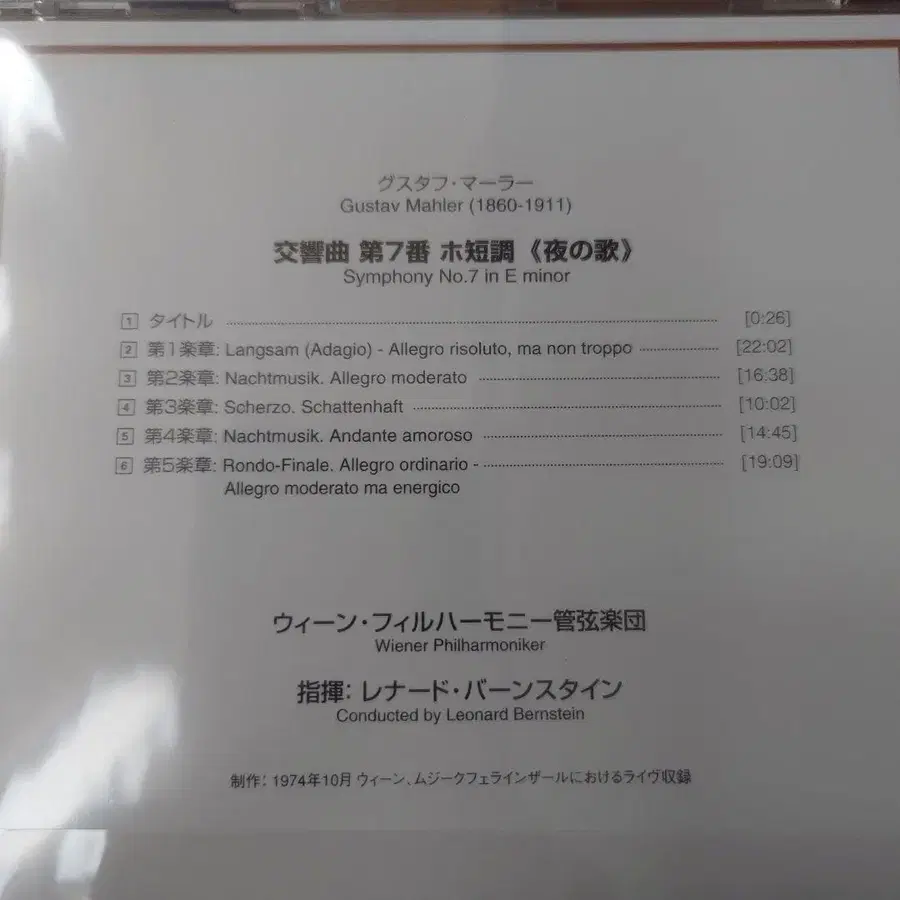 グスタフ・マーラー
Gustav Mahler (1860-1911)
交響曲 第7番 ホ短調《夜の歌》
Symphony No.7 in E minor
1 タイトル [0:26]
2 第1楽章: Langsam (Adagio) - Allegro risoluto, ma non troppo [22:02]
3 第2楽章: Nachtmusik. Allegro moderato [16:38]
4 第3楽章: Scherzo. Schattenhaft [10:02]
5 第4楽章: Nachtmusik. Andante amoroso [14:45]
6 第5楽章: Rondo-Finale. Allegro ordinario - [19:09]
Allegro moderato ma energico
ウィーン・フィルハーモニー管弦楽団
Wiener Philharmoniker
指揮: レナード・バーンスタイン
Conducted by Leonard Bernstein
制作: 1974年10月 ウィーン、ムジークフェラインザールにおけるライヴ収録